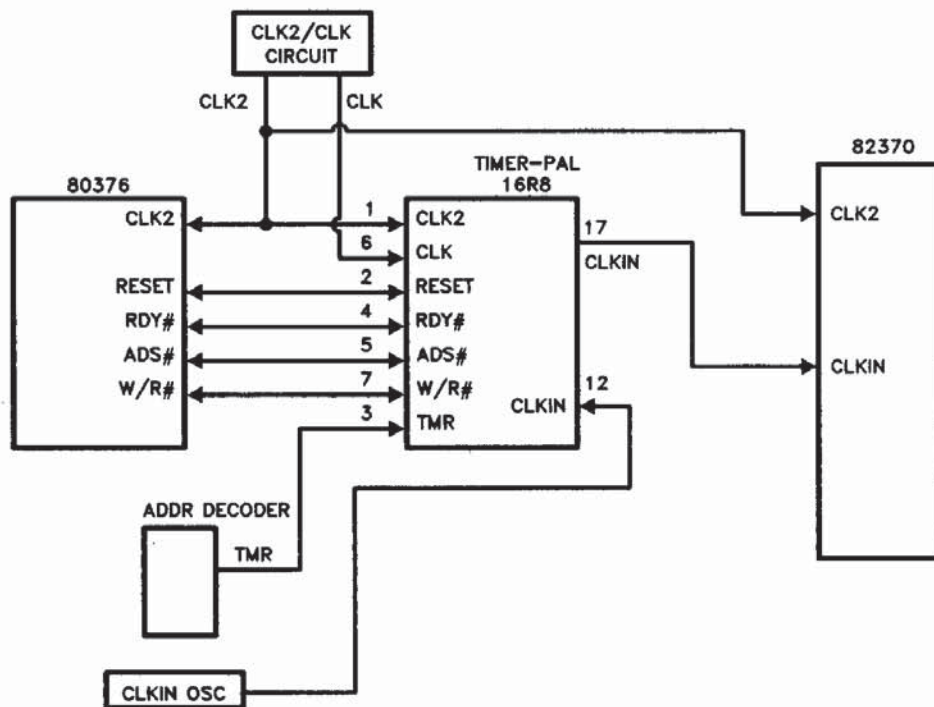 CLK2/CLK
CIRCUIT
CLK2
CLK
80376
CLK2
RESET
RDY#
ADS#
W/R#
1
6
2
4
5
7
3
TIMER-PAL
16R8
CLK2
CLK
RESET
RDY#
ADS#
W/R#
TMR
CLKIN
17
CLKIN
12
82370
CLK2
CLKIN
ADDR DECODER
TMR
CLKIN OSC